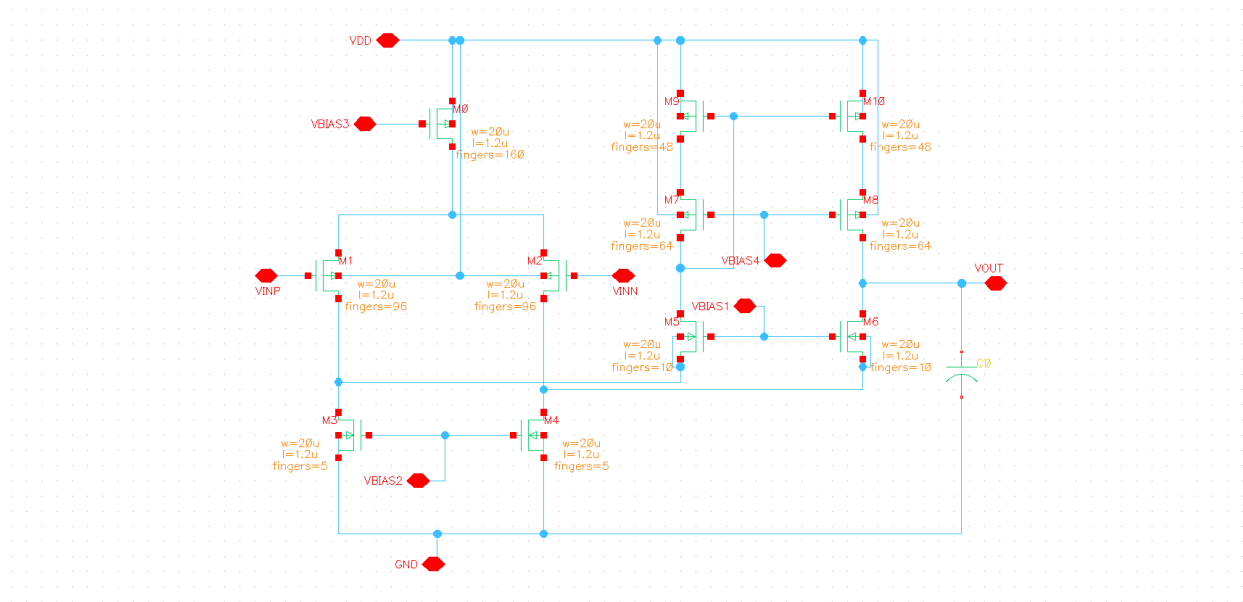 VDD
M0
VBIAS3
w=20u
l=1.2u
fingers=160
M9
w=20u
l=1.2u
fingers=48
M10
w=20u
l=1.2u
fingers=48
M7
w=20u
l=1.2u
fingers=64
M8
w=20u
l=1.2u
fingers=64
M1
VINP
w=20u
l=1.2u
fingers=96
M2
w=20u
l=1.2u
fingers=96
VINN
VBIAS4
VOUT
VBIAS1
M5
w=20u
l=1.2u
fingers=10
M6
w=20u
l=1.2u
fingers=10
C0
M3
w=20u
l=1.2u
fingers=5
M4
w=20u
l=1.2u
fingers=5
VBIAS2
GND